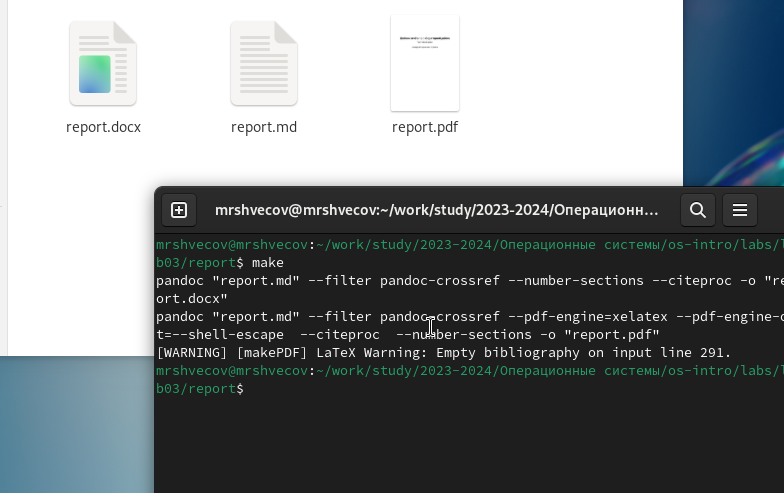 report.docx
report.md
report.pdf
mrshvecov@mrshvecov:~/work/study/2023-2024/Операционн...
mrshvecov@mrshvecov:~/work/study/2023-2024/Операционные системы/os-intro/labs/l
b03/report$ make
pandoc "report.md" --filter pandoc-crossref --number-sections --citeproc -o "re
ort.docx"
pandoc "report.md" --filter pandoc-crossref --pdf-engine=xelatex --pdf-engine-o
t=--shell-escape  --citeproc  --number-sections -o "report.pdf"
[WARNING] [makePDF] LaTeX Warning: Empty bibliography on input line 291.
mrshvecov@mrshvecov:~/work/study/2023-2024/Операционные системы/os-intro/labs/l
b03/report$